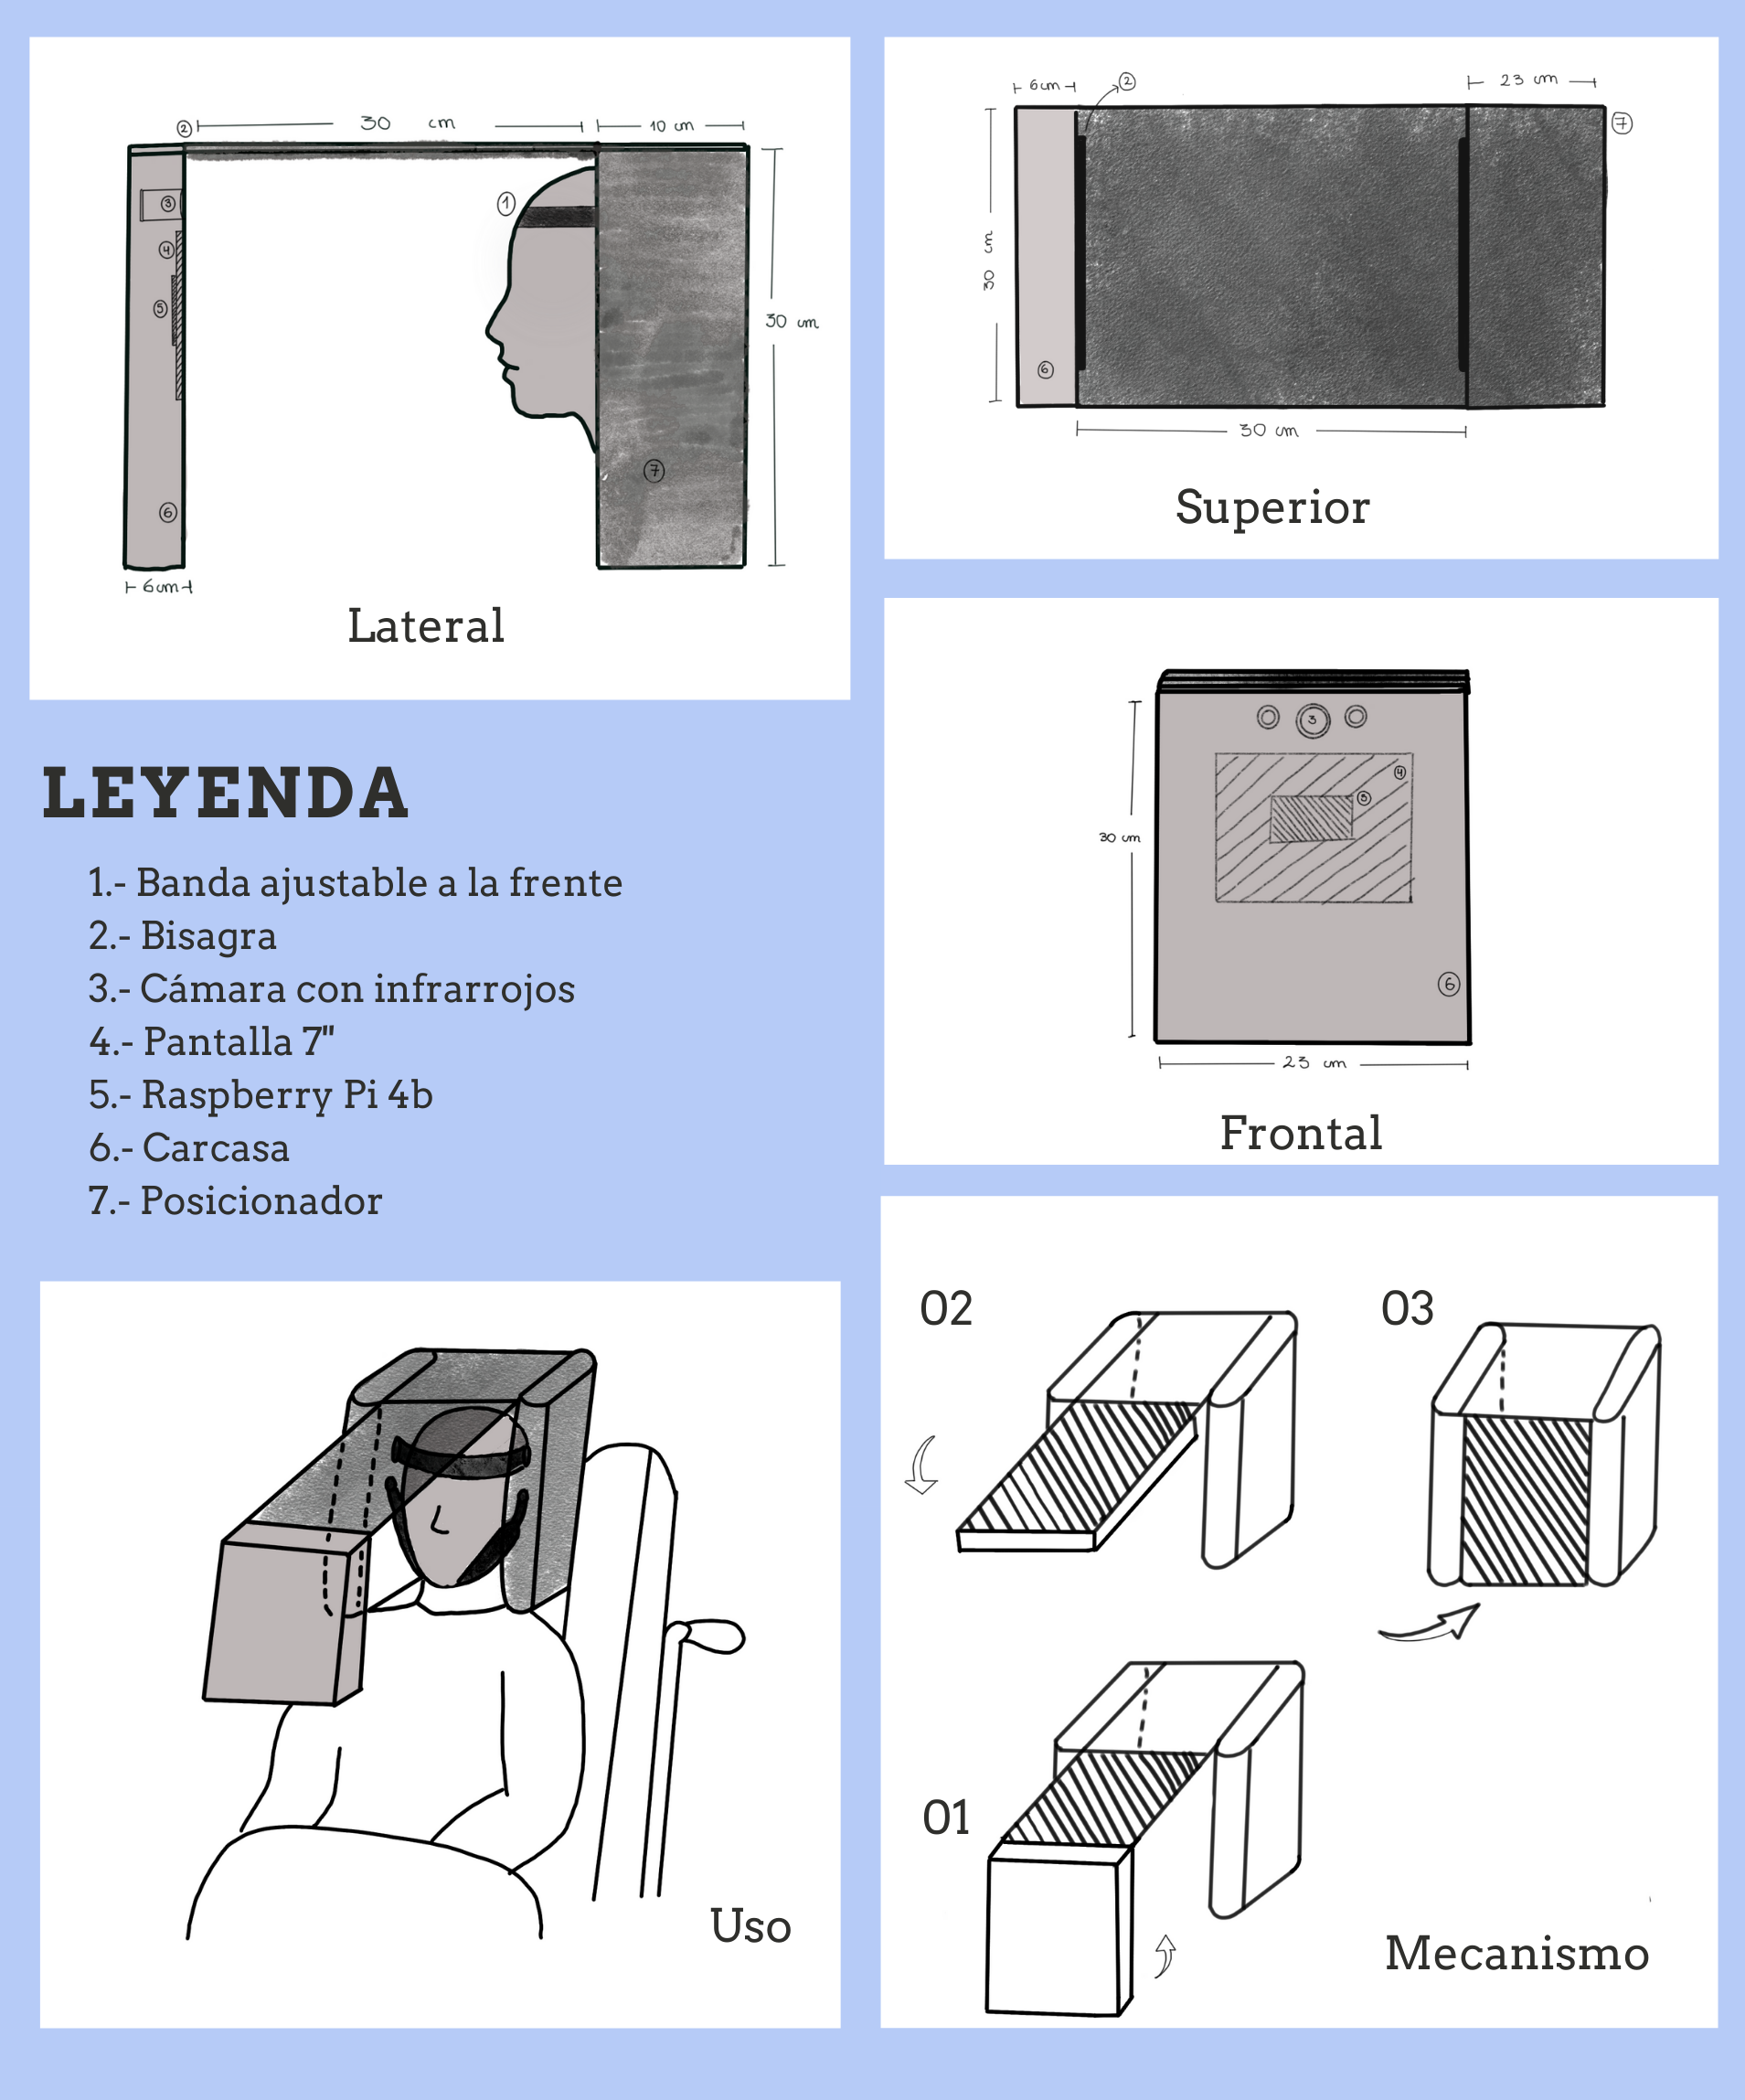 ② 30 cm 10 cm
①
③
④
⑤
30 cm
⑦
⑥
6cm
Lateral
6cm ② 23 cm
⑦
30 cm
⑥
30 cm
Superior
3
④
⑤
30 cm
⑥
23 cm
Frontal
LEYENDA
1.- Banda ajustable a la frente
2.- Bisagra
3.- Cámara con infrarrojos
4.- Pantalla 7"
5.- Raspberry Pi 4b
6.- Carcasa
7.- Posicionador
Uso
02 03
01
Mecanismo